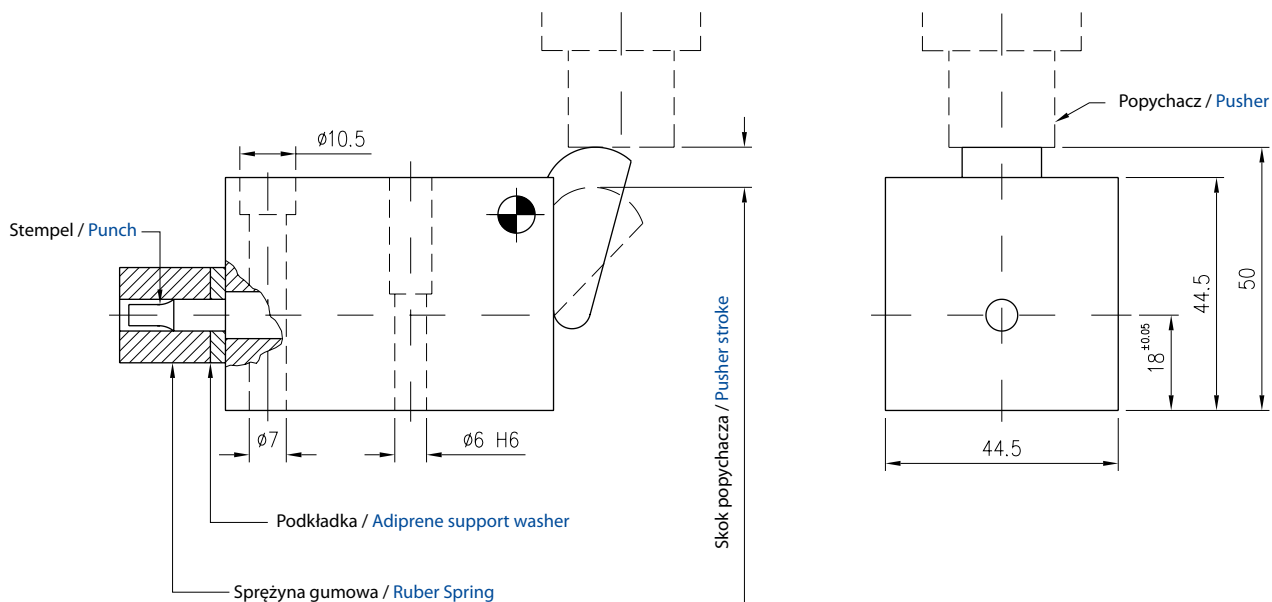 Popychacz / Pusher
ø10.5
Stempel / Punch
44.5
50
18 ±0.05
Skok popychacza / Pusher stroke
ø7
ø6 H6
44.5
Podkładka / Adiprene support washer
Sprężyna gumowa / Ruber Spring